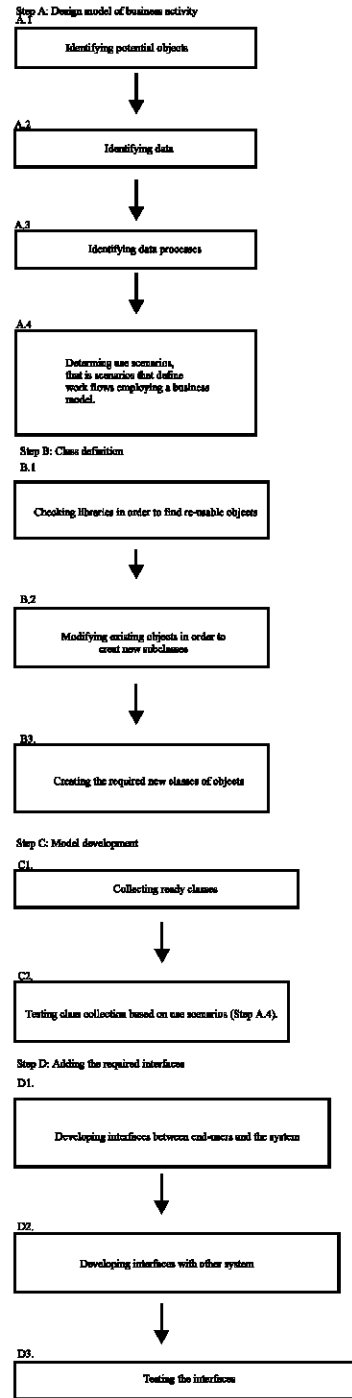 Step A: Design model of business activity
A.1
Identifying potential objects
A.2
Identifying data
A.3
Identifying data processes
A.4
Determing use scenarios,
that is scenarios that define
work flows employing a business
model.
Step B: Class definition
B.1
Checking libraries in order to find re-usable objects
B.2
Modifying existing objects in order to
creat new subclasses
B3.
Creating the required new classes of objects
Step C: Model development
C1.
Collecting ready classes
C2.
Testing class collection based on use scenarios (Step A.4).
Step D: Adding the required interfaces
D1.
Developing interfaces between end-users and the system
D2.
Developing interfaces with other system
D3.
Testing the interfaces